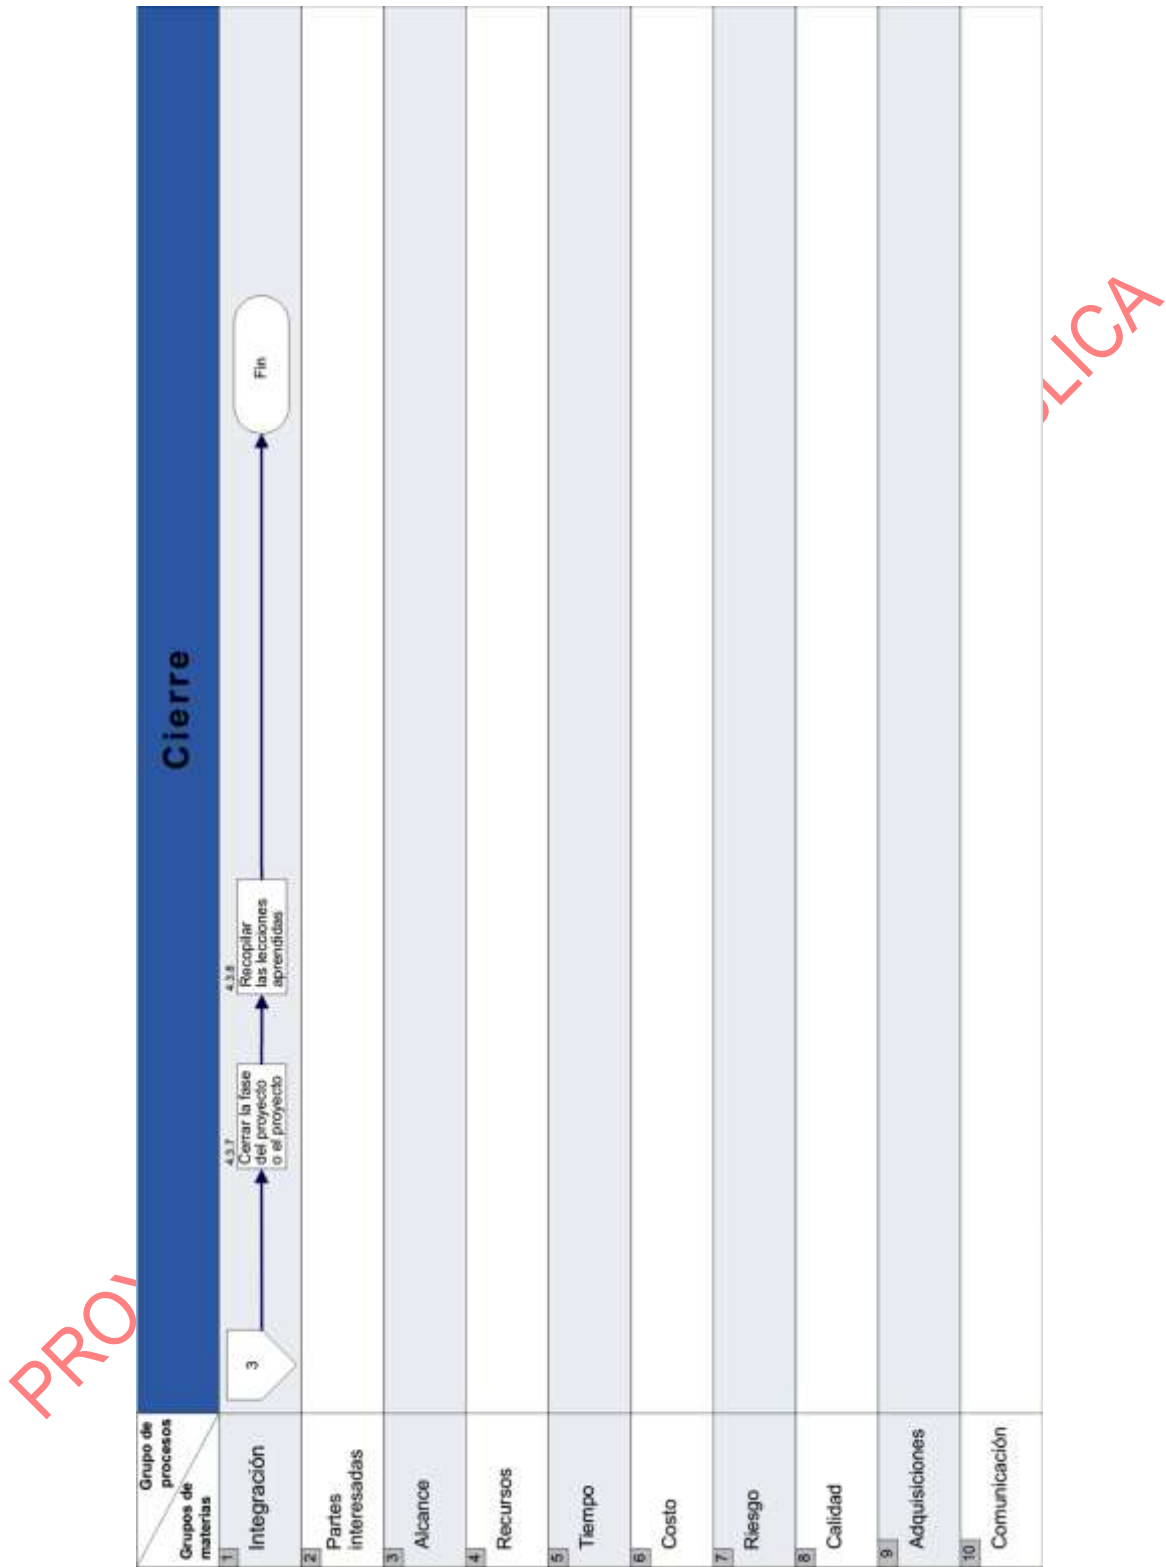 Grupo de
procesos
Grupos de
materias
Cierre
1
Integración
3
4.3.7
Cerrar la fase
del proyecto
o el proyecto
4.3.8
Recopilar
las lecciones
aprendidas
Fin
2
Partes
interesadas
3
Alcance
4
Recursos
5
Tiempo
6
Costo
7
Riesgo
8
Calidad
9
Adquisiciones
10
Comunicación